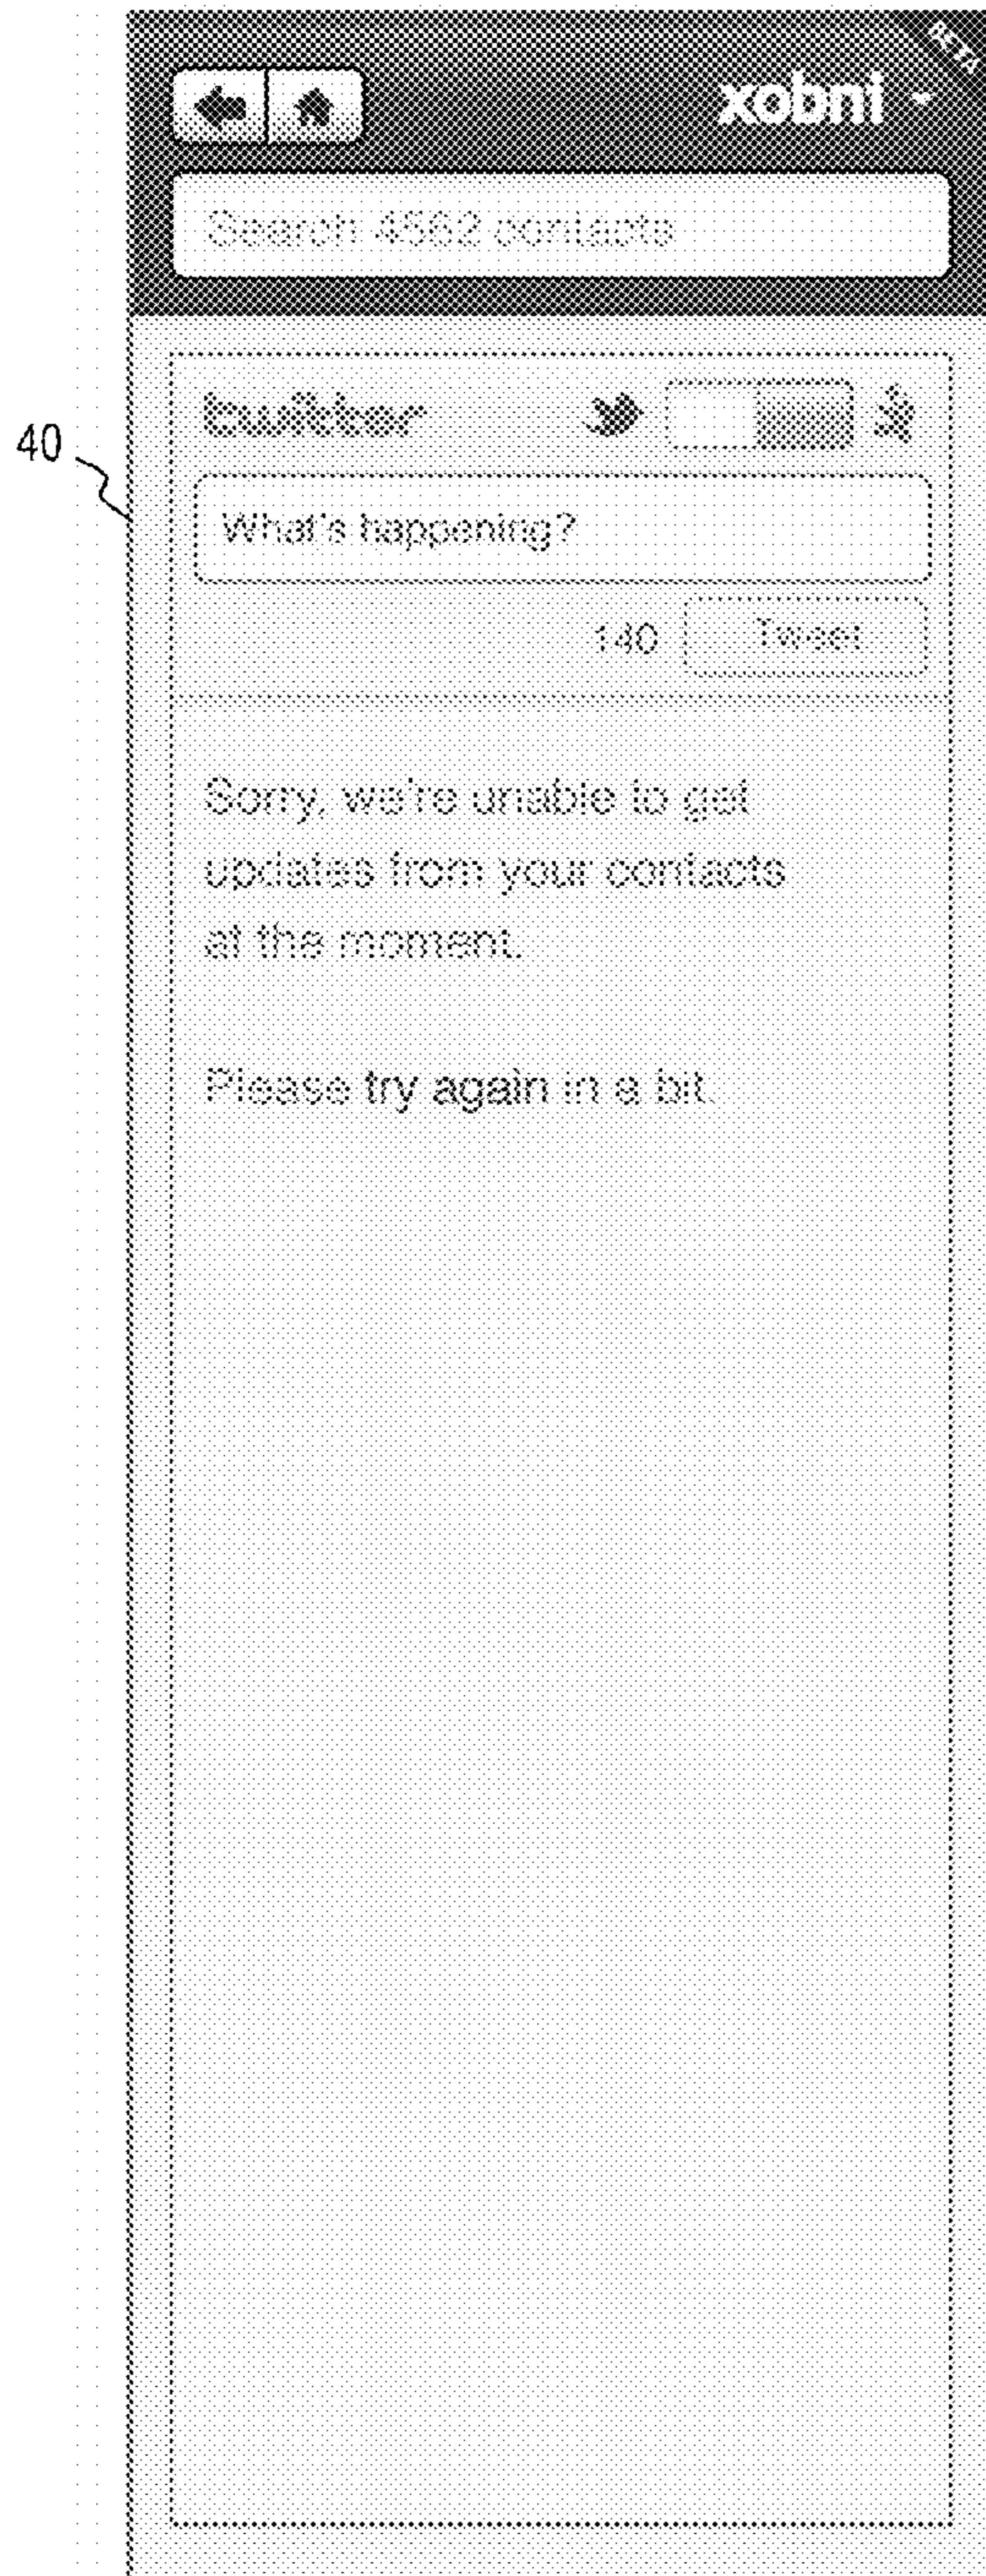 BETA
xobni
Search 4562 contacts
twitter
40
What's happening?
140 Tweet
Sorry, we're unable to get
updates from your contacts
at the moment.
Please try again in a bit.